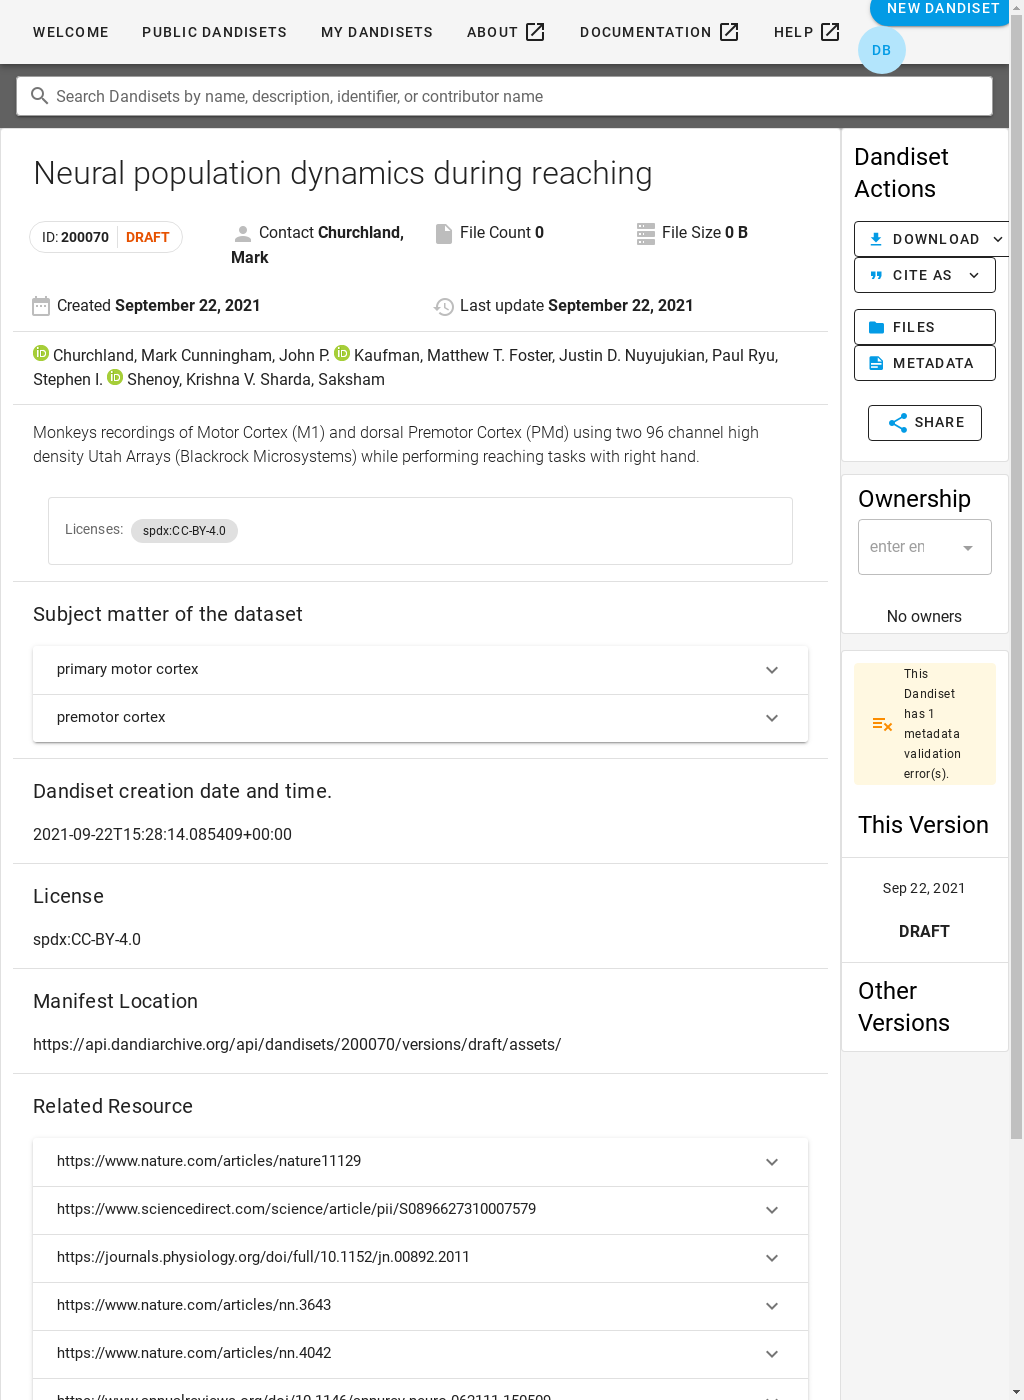 WELCOME PUBLIC DANDISETS MY DANDISETS ABOUT DOCUMENTATION HELP NEW DANDISET
DB
Search Dandisets by name, description, identifier, or contributor name
Neural population dynamics during reaching
ID: 200070 DRAFT
Contact Churchland, Mark
File Count 0
File Size 0 B
Created September 22, 2021
Last update September 22, 2021
Churchland, Mark Cunningham, John P. Kaufman, Matthew T. Foster, Justin D. Nuyujukian, Paul Ryu,
Stephen I. Shenoy, Krishna V. Sharda, Saksham
Monkeys recordings of Motor Cortex (M1) and dorsal Premotor Cortex (PMd) using two 96 channel high
density Utah Arrays (Blackrock Microsystems) while performing reaching tasks with right hand.
Licenses: spdx:CC-BY-4.0
Subject matter of the dataset
primary motor cortex
premotor cortex
Dandiset creation date and time.
2021-09-22T15:28:14.085409+00:00
License
spdx:CC-BY-4.0
Manifest Location
https://api.dandiarchive.org/api/dandisets/200070/versions/draft/assets/
Related Resource
https://www.nature.com/articles/nature11129
https://www.sciencedirect.com/science/article/pii/S0896627310007579
https://journals.physiology.org/doi/full/10.1152/jn.00892.2011
https://www.nature.com/articles/nn.3643
https://www.nature.com/articles/nn.4042
Dandiset
Actions
DOWNLOAD
CITE AS
FILES
METADATA
SHARE
Ownership
enter en
No owners
This
Dandiset
has 1
metadata
validation
error(s).
This Version
Sep 22, 2021
DRAFT
Other
Versions